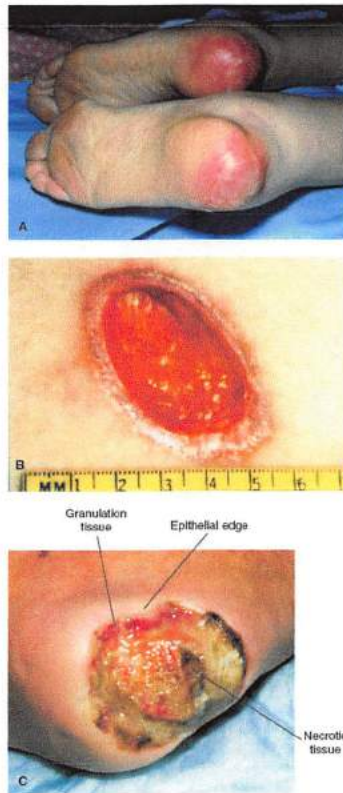 A
B
MM 1 2 3 4 5 6
Granulation
tissue
Epithelial edge
Necrotic
tissue
C